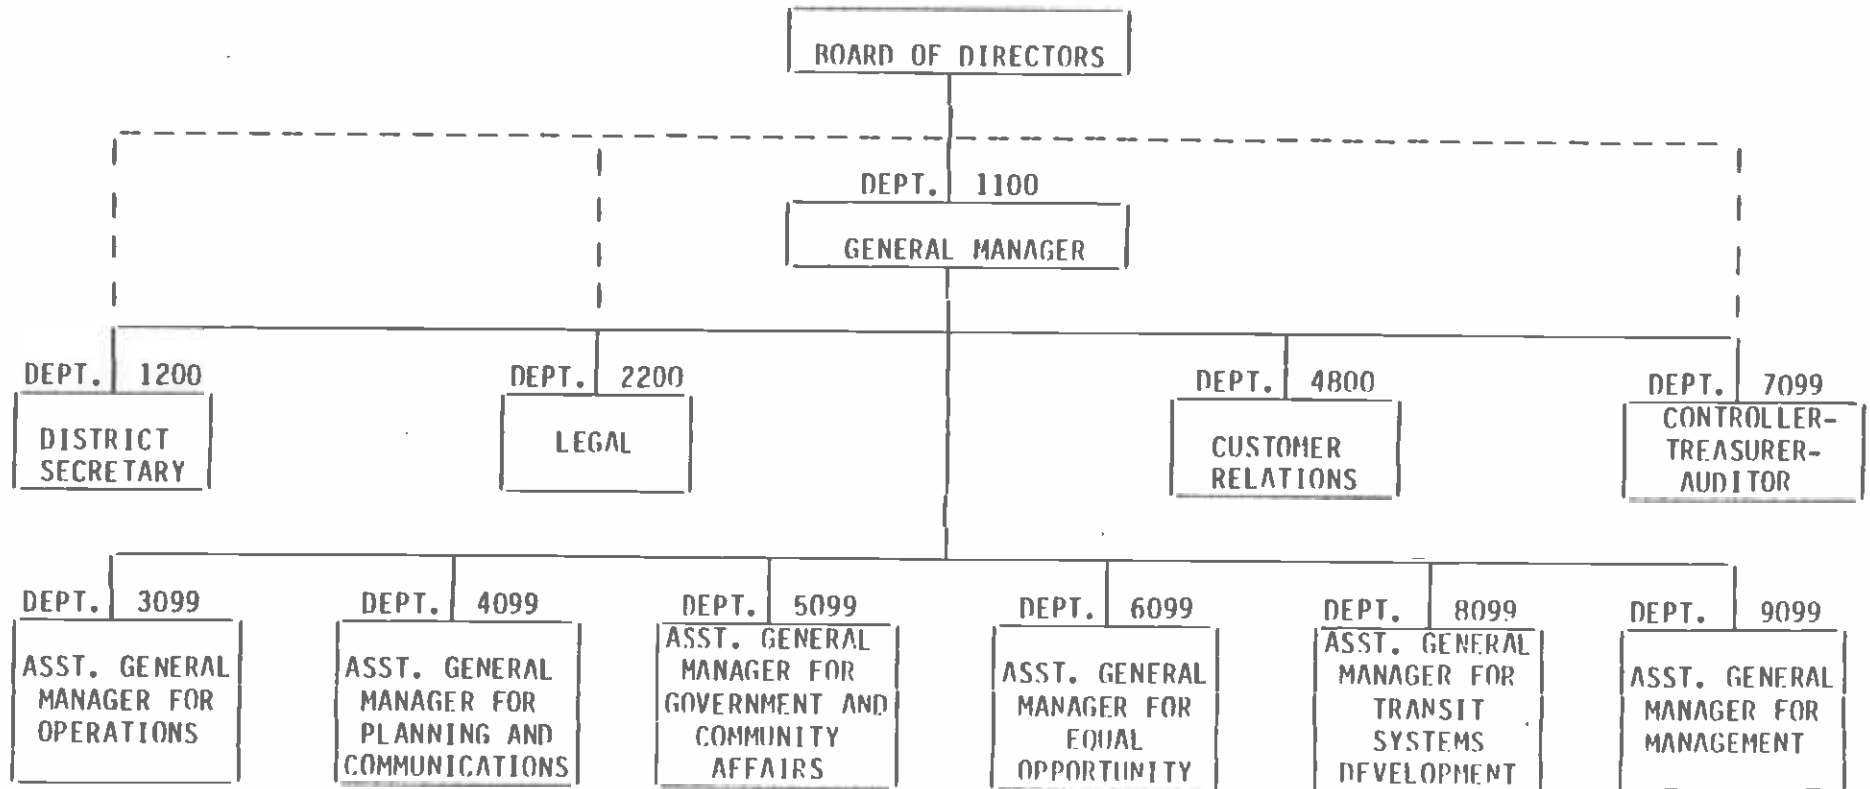 BOARD OF DIRECTORS
DEPT. 1100
GENERAL MANAGER
DEPT. 1200
DISTRICT
SECRETARY
DEPT. 2200
LEGAL
DEPT. 4800
CUSTOMER
RELATIONS
DEPT. 7099
CONTROLLER-
TREASURER-
AUDITOR
DEPT. 3099
ASST. GENERAL
MANAGER FOR
OPERATIONS
DEPT. 4099
ASST. GENERAL
MANAGER FOR
PLANNING AND
COMMUNICATIONS
DEPT. 5099
ASST. GENERAL
MANAGER FOR
GOVERNMENT AND
COMMUNITY
AFFAIRS
DEPT. 6099
ASST. GENERAL
MANAGER FOR
EQUAL
OPPORTUNITY
DEPT. 8099
ASST. GENERAL
MANAGER FOR
TRANSIT
SYSTEMS
DEVELOPMENT
DEPT. 9099
ASST. GENERAL
MANAGER FOR
MANAGEMENT